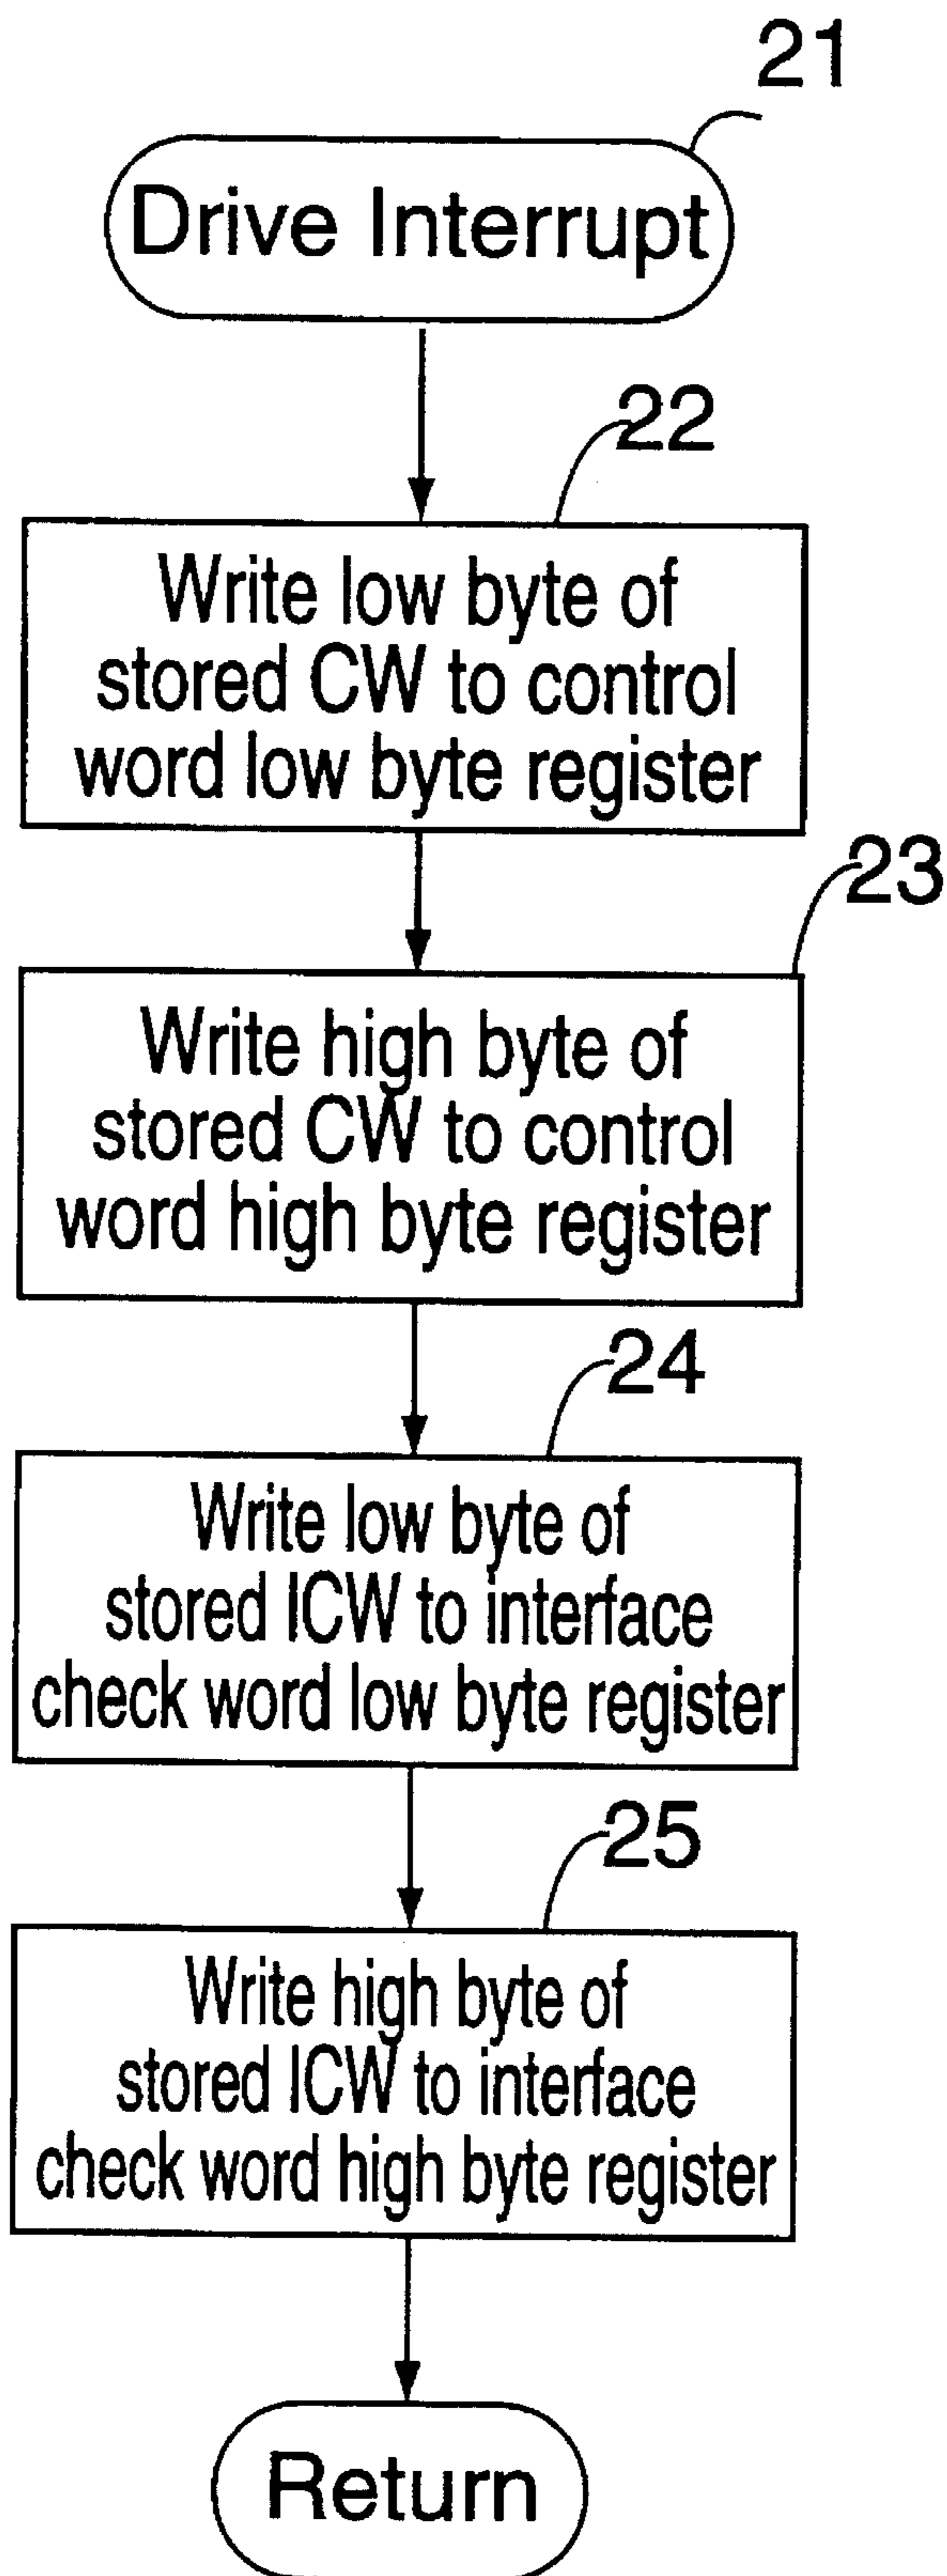 21
Drive Interrupt
22
Write low byte of
stored CW to control
word low byte register
23
Write high byte of
stored CW to control
word high byte register
24
Write low byte of
stored ICW to interface
check word low byte register
25
Write high byte of
stored ICW to interface
check word high byte register
Return